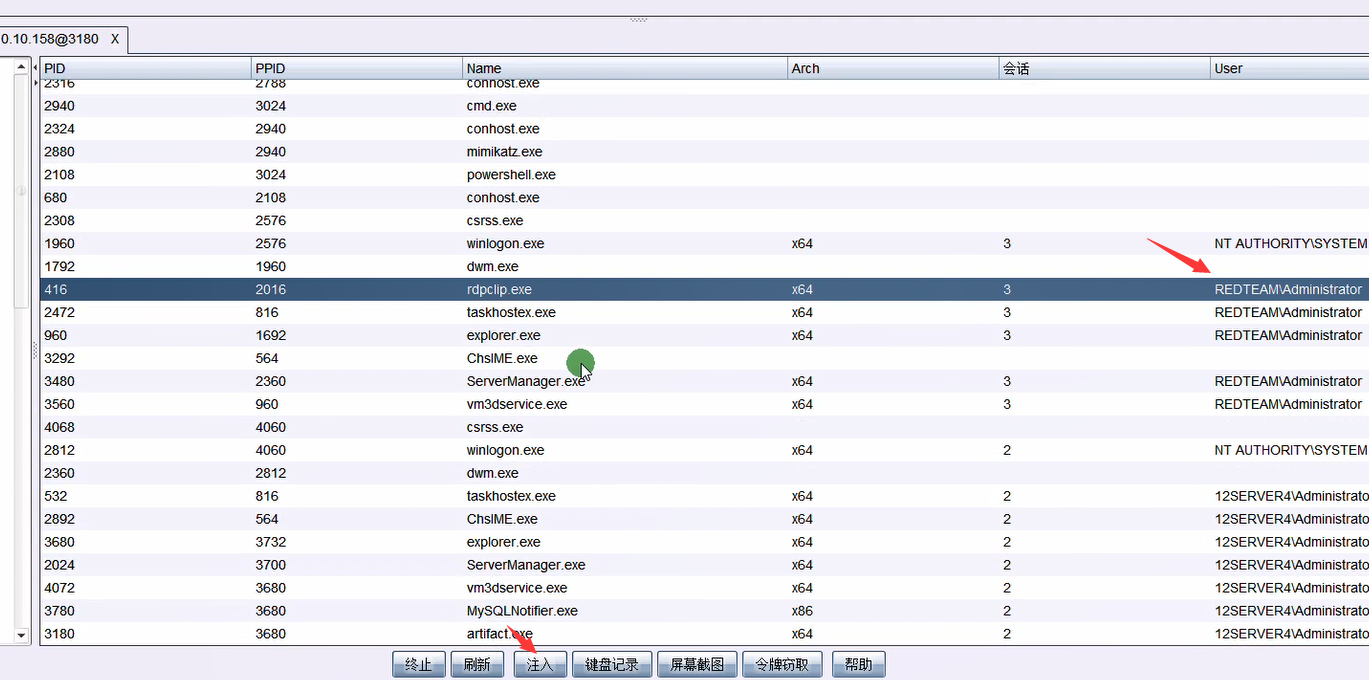 0.10.158@3180 X
PID PPID Name Arch 会话 User
2316 2788 conhost.exe
2940 3024 cmd.exe
2324 2940 conhost.exe
2880 2940 mimikatz.exe
2108 3024 powershell.exe
680 2108 conhost.exe
2308 2576 csrss.exe
1960 2576 winlogon.exe x64 3 NT AUTHORITY\SYSTEM
1792 1960 dwm.exe
416 2016 rdpclip.exe x64 3 REDTEAM\Administrator
2472 816 taskhostex.exe x64 3 REDTEAM\Administrator
960 1692 explorer.exe x64 3 REDTEAM\Administrator
3292 564 ChsIME.exe
3480 2360 ServerManager.exe x64 3 REDTEAM\Administrator
3560 960 vm3dservice.exe x64 3 REDTEAM\Administrator
4068 4060 csrss.exe
2812 4060 winlogon.exe x64 2 NT AUTHORITY\SYSTEM
2360 2812 dwm.exe
532 816 taskhostex.exe x64 2 12SERVER4\Administrato
2892 564 ChsIME.exe x64 2 12SERVER4\Administrato
3680 3732 explorer.exe x64 2 12SERVER4\Administrato
2024 3700 ServerManager.exe x64 2 12SERVER4\Administrato
4072 3680 vm3dservice.exe x64 2 12SERVER4\Administrato
3780 3680 MySQLNotifier.exe x86 2 12SERVER4\Administrato
3180 3680 artifact.exe x64 2 12SERVER4\Administrato
终止 刷新 注入 键盘记录 屏幕截图 令牌窃取 帮助